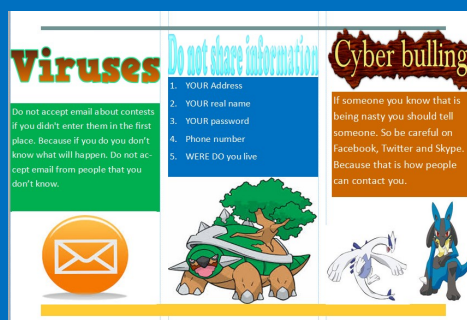 Viruses
Do not accept email about contests
if you didn't enter them in the first
place. Because if you do you don't
know what will happen. Do not ac-
cept email from people that you
don't know.
Do not share information
1. YOUR Address
2. YOUR real name
3. YOUR password
4. Phone number
5. WERE DO you live
Cyber bulling
If someone you know that is
being nasty you should tell
someone. So be careful on
Facebook, Twitter and Skype.
Because that is how people
can contact you.